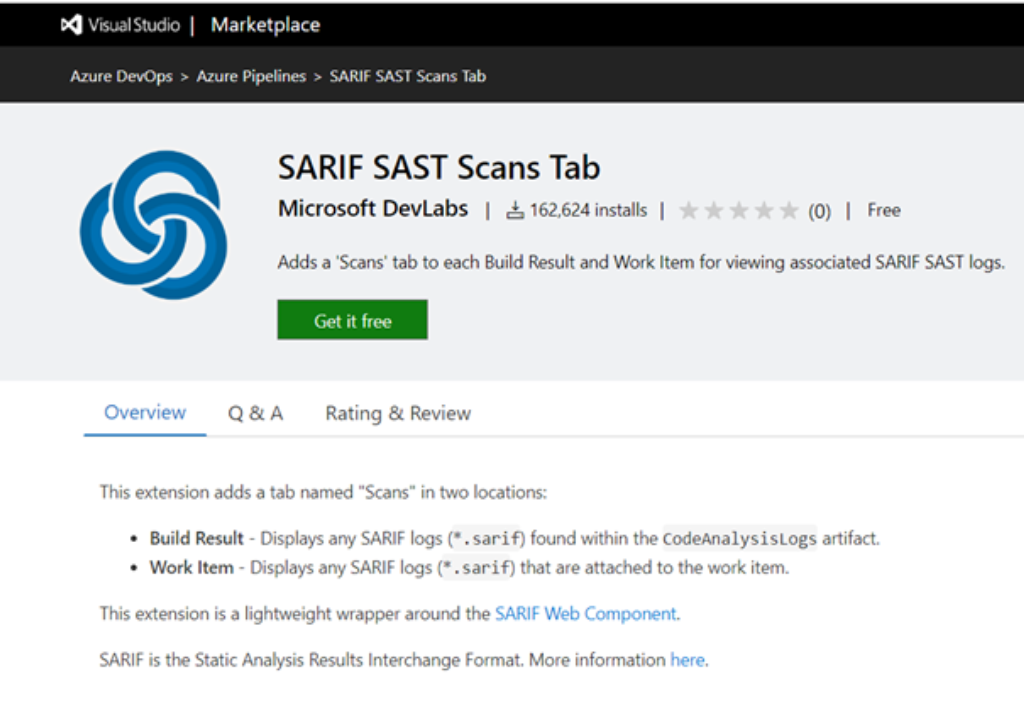 Visual Studio | Marketplace
Azure DevOps > Azure Pipelines > SARIF SAST Scans Tab
SARIF SAST Scans Tab
Microsoft DevLabs | 162,624 installs | (0) | Free
Adds a 'Scans' tab to each Build Result and Work Item for viewing associated SARIF SAST logs.
Get it free
Overview Q & A Rating & Review
This extension adds a tab named "Scans" in two locations:
• Build Result - Displays any SARIF logs (*.sarif) found within the CodeAnalysisLogs artifact.
• Work Item - Displays any SARIF logs (*.sarif) that are attached to the work item.
This extension is a lightweight wrapper around the SARIF Web Component.
SARIF is the Static Analysis Results Interchange Format. More information here.